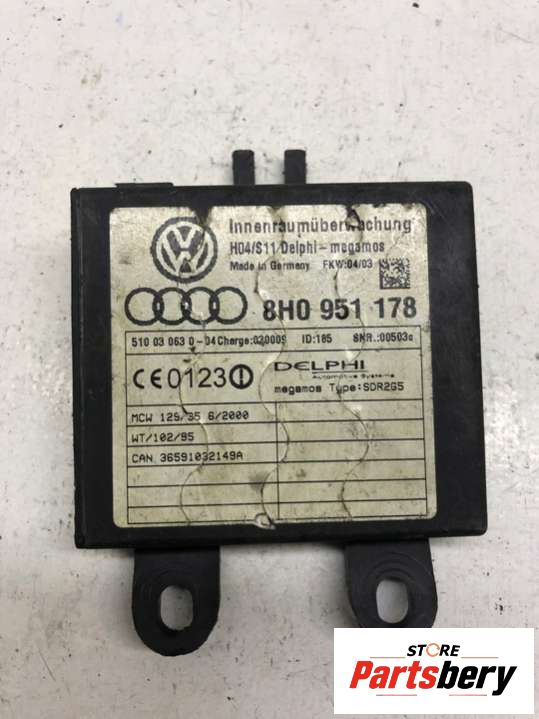 Innenraumüberwachung
H04/S11/Delphi - megamos
Made in Germany FKW:04/03
8H0 951 178
510 03 063 0 - 04 Charge:020009 ID:185 SNR.:00503c
CE0123
DELPHI
Automotive Systems
megamos Type:SDR2G5
MCW 129/35 6/2000
WT/102/95
CAN 36591032149A
STORE
Partsbery